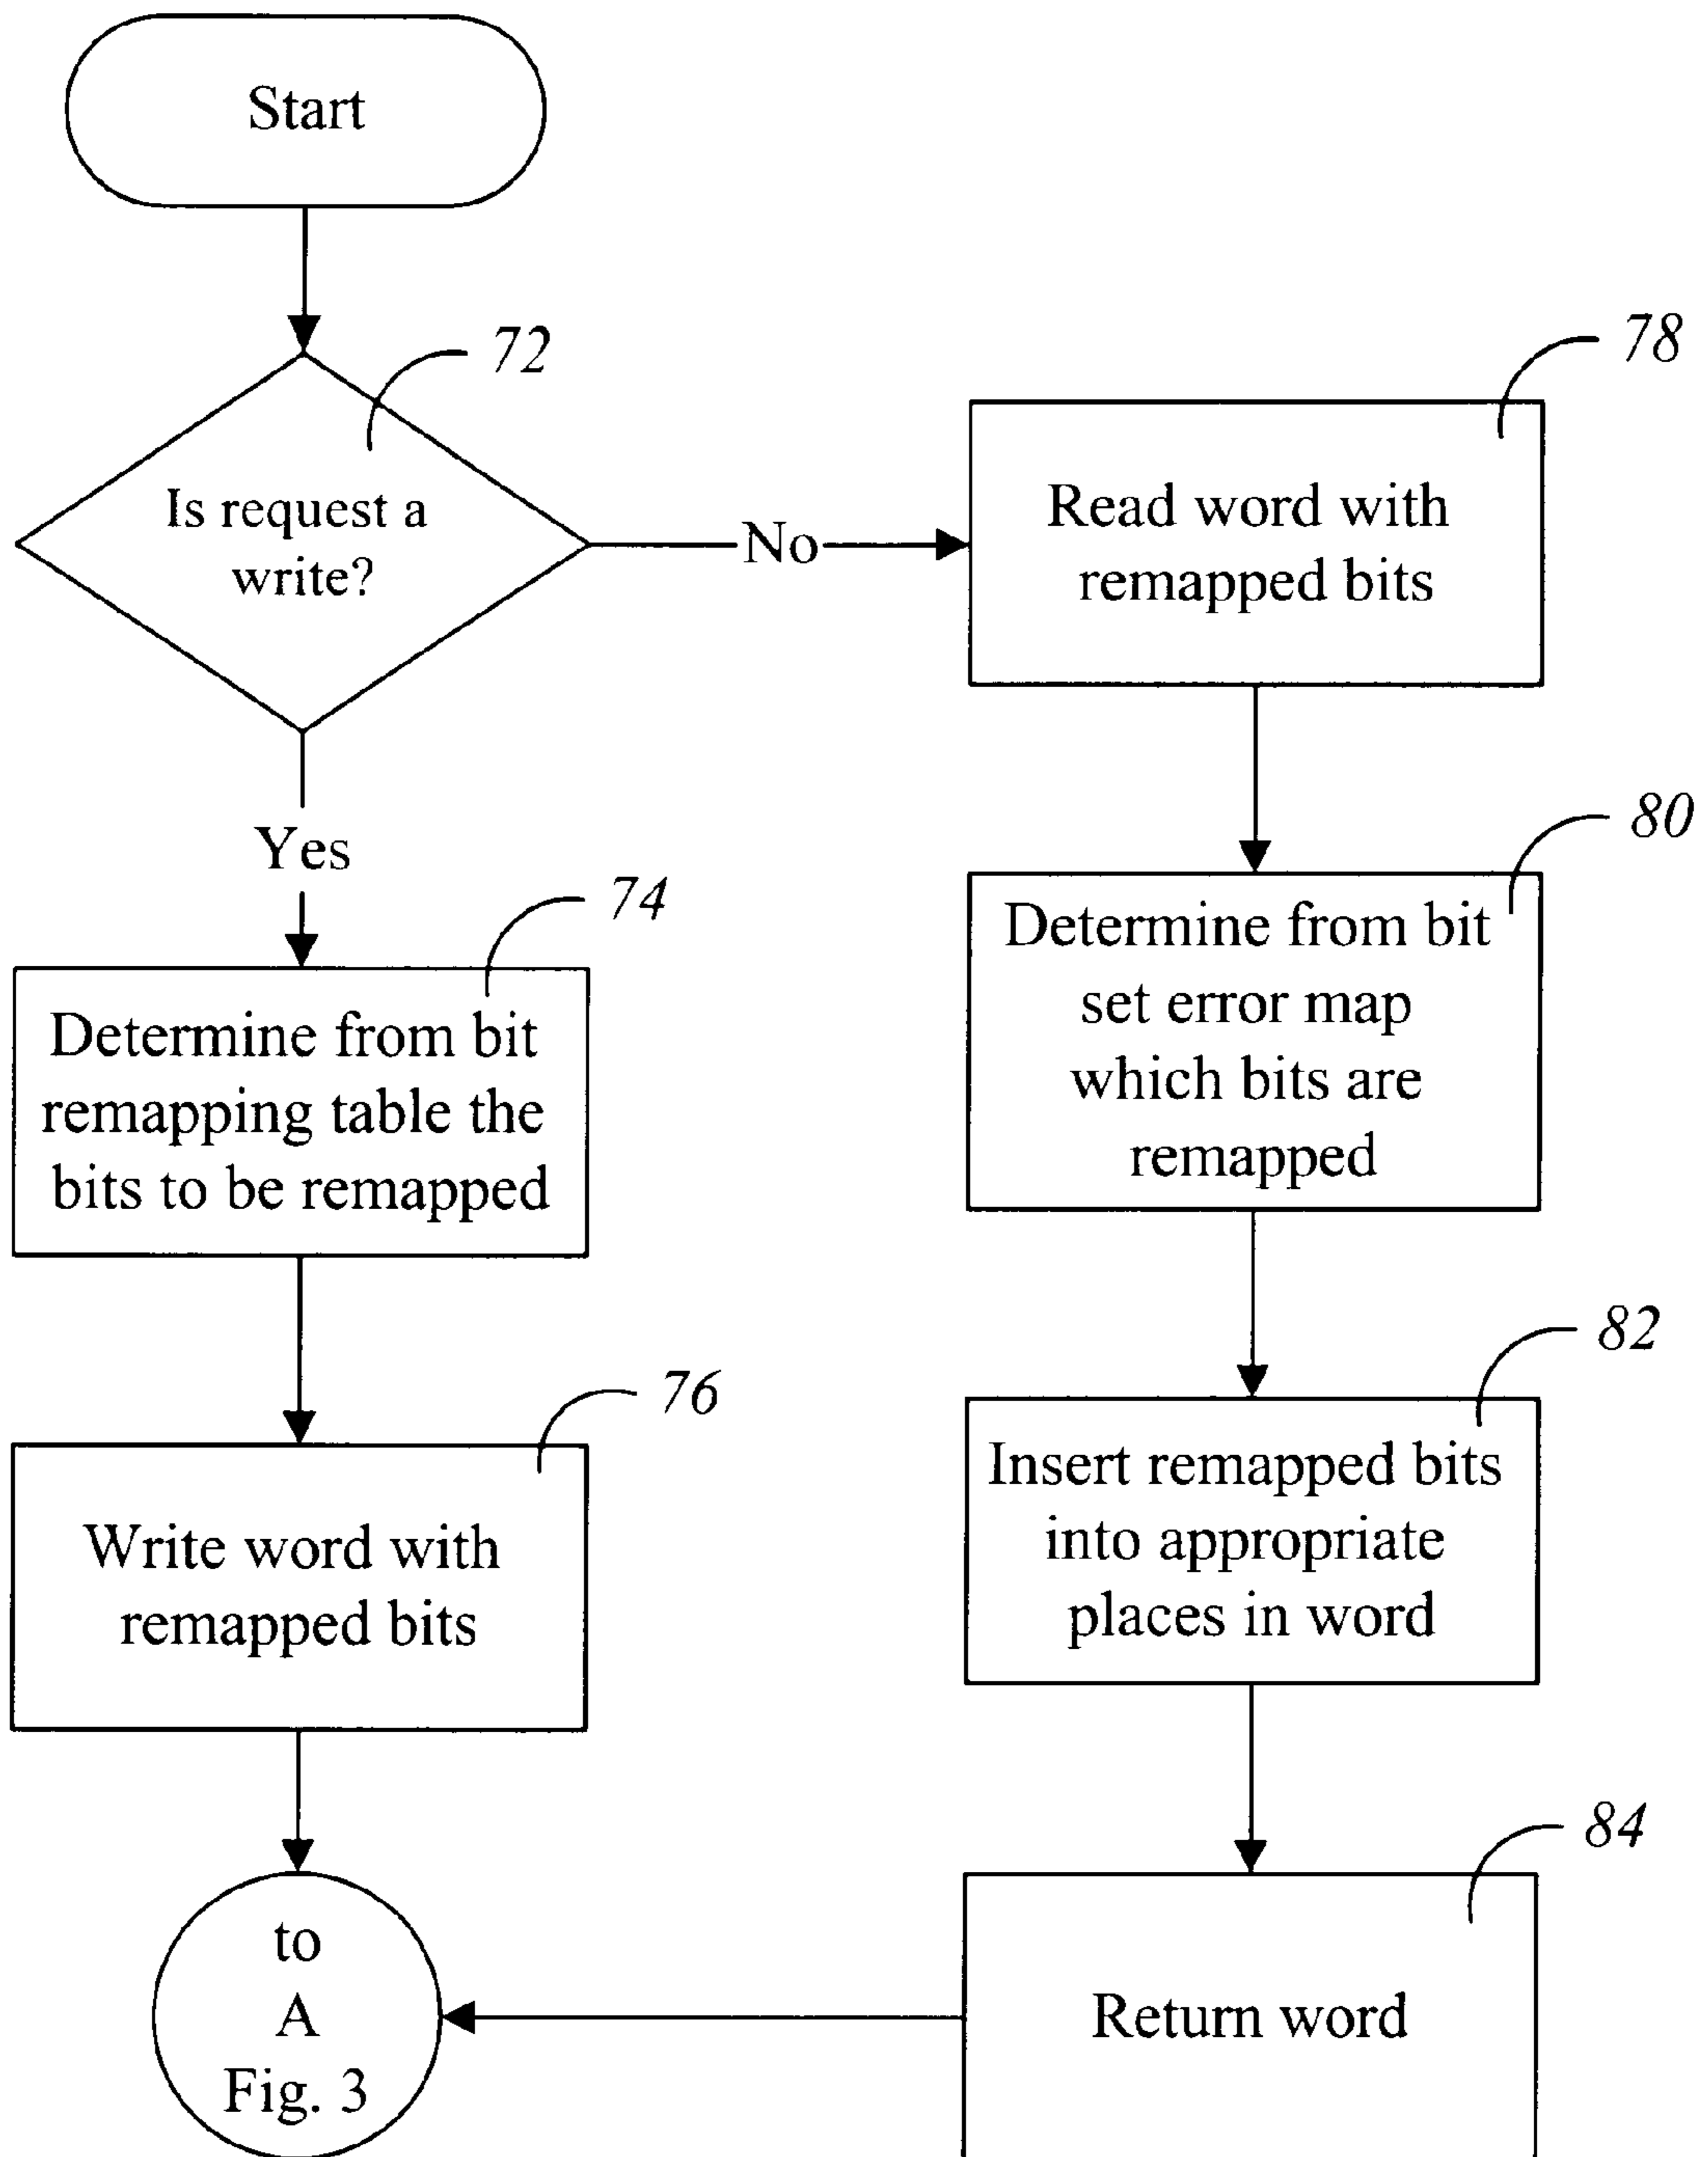 Start
72
Is request a
write?
No
78
Read word with
remapped bits
Yes
74
Determine from bit
remapping table the
bits to be remapped
80
Determine from bit
set error map
which bits are
remapped
76
Write word with
remapped bits
82
Insert remapped bits
into appropriate
places in word
84
Return word
to
A
Fig. 3